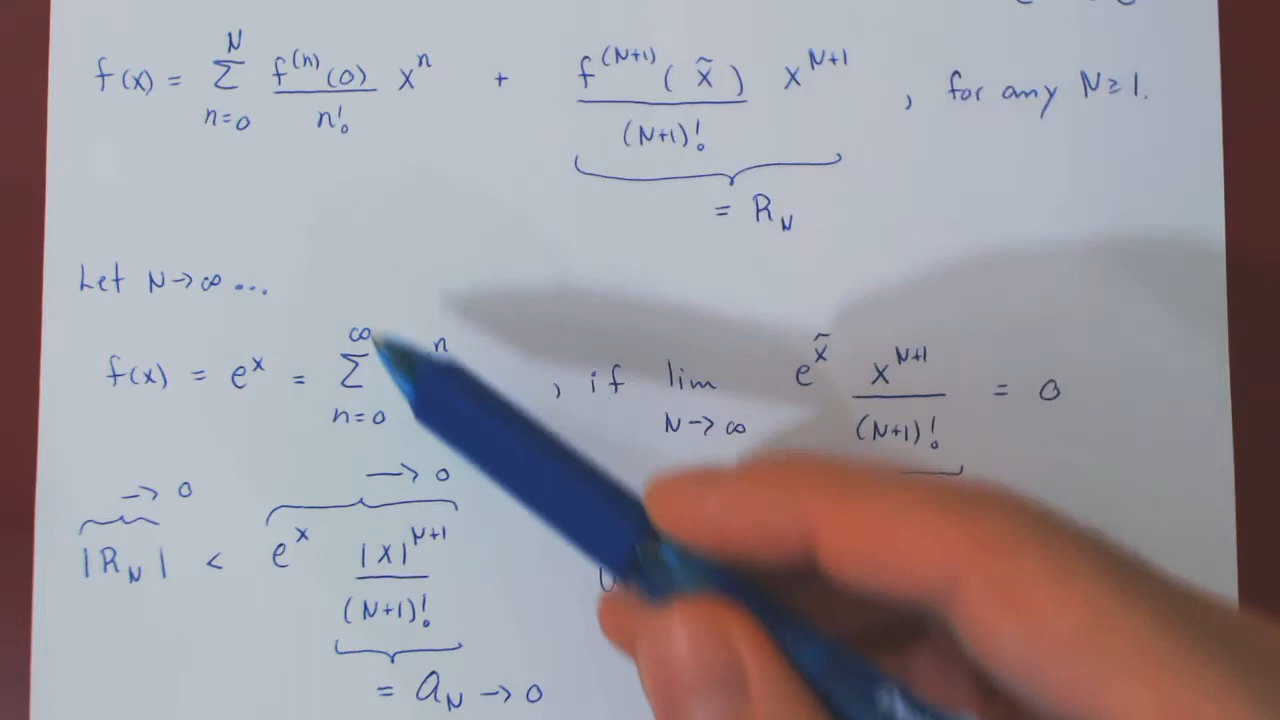 f(x) = Σ_{n=0}^{N} f^{(n)}(0)/n! x^n + f^{(N+1)}(x̃)/(N+1)! x^{N+1} , for any N≥1.
= R_N
Let N→∞...
f(x) = e^x = Σ_{n=0}^{∞} n , if lim_{N→∞} e^{x̃} x^{N+1}/(N+1)! = 0
→ 0 → 0
|R_N| < e^x |x|^{N+1}/(N+1)!
= a_N → 0